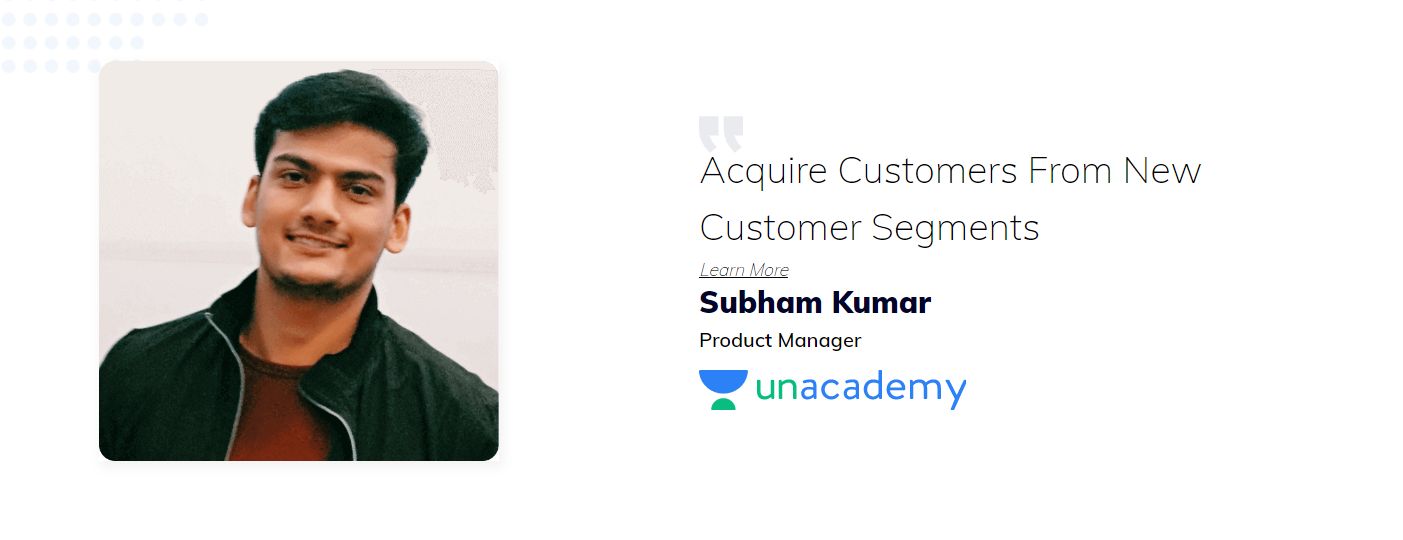 Acquire Customers From New
Customer Segments
Learn More
Subham Kumar
Product Manager
unacademy